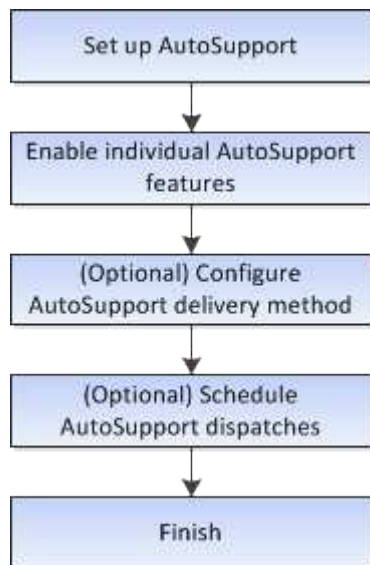 Set up AutoSupport
Enable individual AutoSupport
features
(Optional) Configure
AutoSupport delivery method
(Optional) Schedule
AutoSupport dispatches
Finish